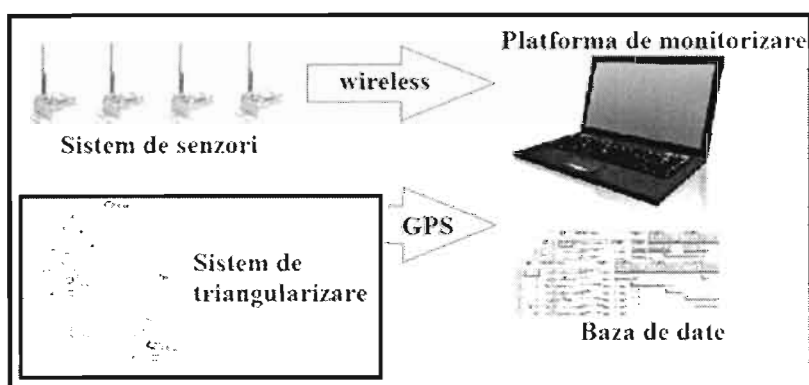 Platforma de monitorizare
wireless
Sistem de senzori
GPS
Sistem de
triangularizare
Baza de date